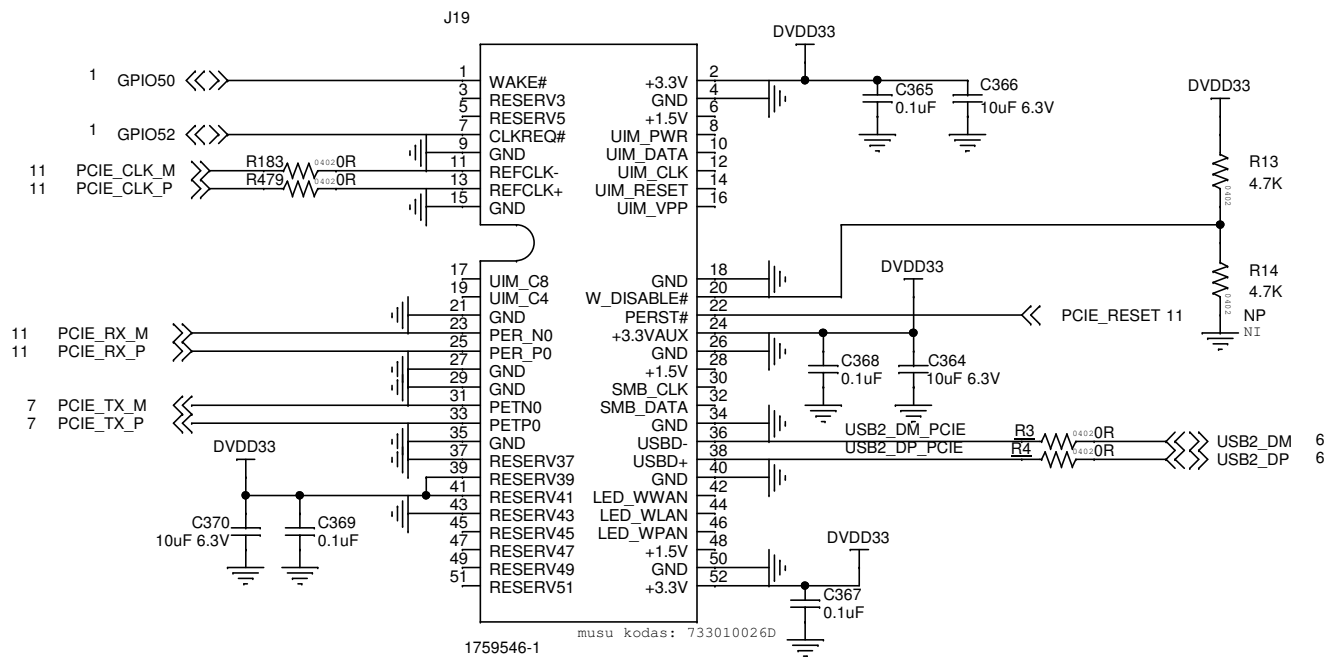 J19
DVDD33
1 GPIO50
1 WAKE#
+3.3V 2
3 RESERV3
GND 4
5 RESERV5
+1.5V 6
1 GPIO52
7 CLKREQ#
UIM_PWR 8
9 GND
UIM_DATA 10
11 PCIE_CLK_M R183 0402 0R
11 REFCLK-
UIM_CLK 12
11 PCIE_CLK_P R479 0402 0R
13 REFCLK+
UIM_RESET 14
15 GND
UIM_VPP 16
C365
0.1uF
C366
10uF 6.3V
DVDD33
R13
4.7K
0402
R14
4.7K
0402
NP
NI
17 UIM_C8
GND 18
19 UIM_C4
W_DISABLE# 20
21 GND
PERST# 22
PCIE_RESET 11
11 PCIE_RX_M
23 PER_N0
+3.3VAUX 24
DVDD33
11 PCIE_RX_P
25 PER_P0
GND 26
27 GND
+1.5V 28
C368
0.1uF
C364
10uF 6.3V
29 GND
SMB_CLK 30
7 PCIE_TX_M
31 PETN0
SMB_DATA 32
7 PCIE_TX_P
33 PETP0
GND 34
35 GND
USBD- 36
USB2_DM_PCIE R3 0402 0R USB2_DM 6
37 RESERV37
USBD+ 38
USB2_DP_PCIE R4 0402 0R USB2_DP 6
DVDD33
39 RESERV39
GND 40
41 RESERV41
LED_WWAN 42
43 RESERV43
LED_WLAN 44
C370
10uF 6.3V
C369
0.1uF
45 RESERV45
LED_WPAN 46
47 RESERV47
+1.5V 48
49 RESERV49
GND 50
51 RESERV51
+3.3V 52
DVDD33
C367
0.1uF
musu kodas: 733010026D
1759546-1